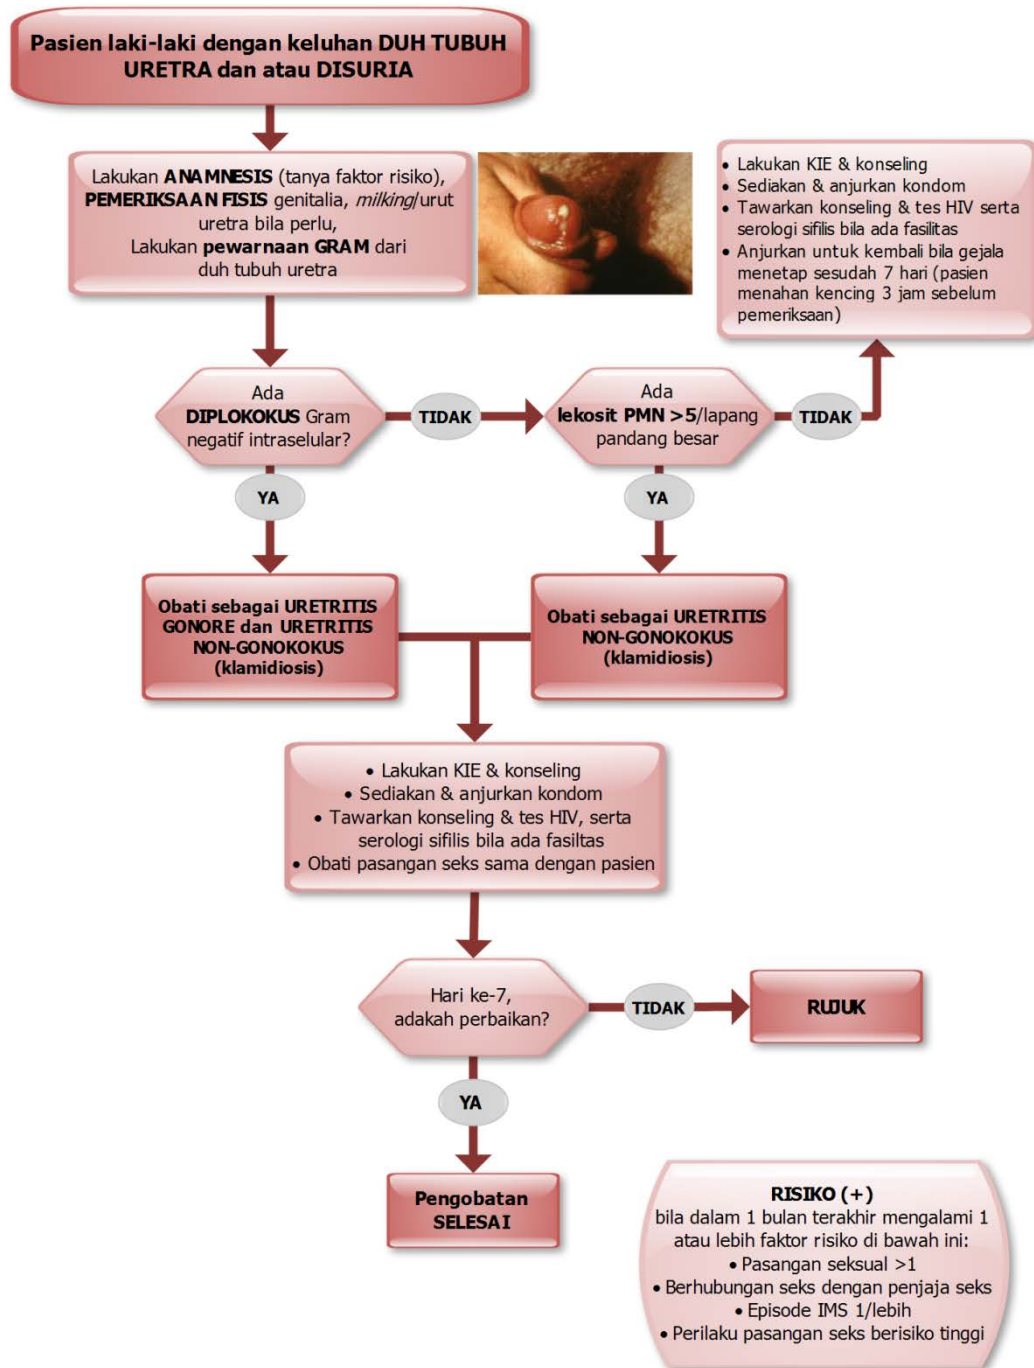 Pasien laki-laki dengan keluhan DUH TUBUH
URETRA dan atau DISURIA
Lakukan ANAMNESIS (tanya faktor risiko),
PEMERIKSAAN FISIS genitalia, milking/urut
uretra bila perlu,
Lakukan pewarnaan GRAM dari
duh tubuh uretra
• Lakukan KIE & konseling
• Sediakan & anjurkan kondom
• Tawarkan konseling & tes HIV serta
serologi sifilis bila ada fasilitas
• Anjurkan untuk kembali bila gejala
menetap sesudah 7 hari (pasien
menahan kencing 3 jam sebelum
pemeriksaan)
Ada
DIPLOKOKUS Gram
negatif intraselular?
TIDAK
Ada
lekosit PMN >5/lapang
pandang besar
TIDAK
YA
YA
Obati sebagai URETRITIS
GONORE dan URETRITIS
NON-GONOKOKUS
(klamidiosis)
Obati sebagai URETRITIS
NON-GONOKOKUS
(klamidiosis)
• Lakukan KIE & konseling
• Sediakan & anjurkan kondom
• Tawarkan konseling & tes HIV, serta
serologi sifilis bila ada fasiltas
• Obati pasangan seks sama dengan pasien
Hari ke-7,
adakah perbaikan?
TIDAK
RUJUK
YA
Pengobatan
SELESAI
RISIKO (+)
bila dalam 1 bulan terakhir mengalami 1
atau lebih faktor risiko di bawah ini:
• Pasangan seksual >1
• Berhubungan seks dengan penjaja seks
• Episode IMS 1/lebih
• Perilaku pasangan seks berisiko tinggi